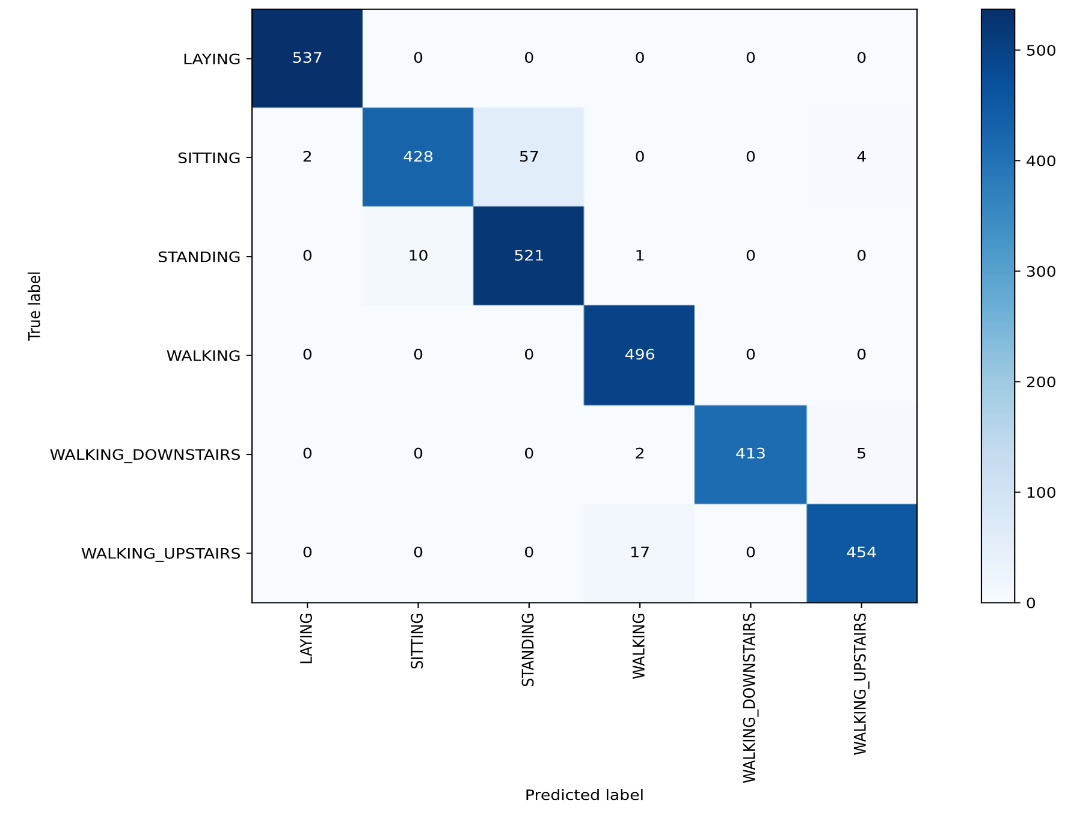 LAYING 537 0 0 0 0 0
SITTING 2 428 57 0 0 4
STANDING 0 10 521 1 0 0
WALKING 0 0 0 496 0 0
WALKING_DOWNSTAIRS 0 0 0 2 413 5
WALKING_UPSTAIRS 0 0 0 17 0 454
True label
LAYING
SITTING
STANDING
WALKING
WALKING_DOWNSTAIRS
WALKING_UPSTAIRS
Predicted label
500
400
300
200
100
0